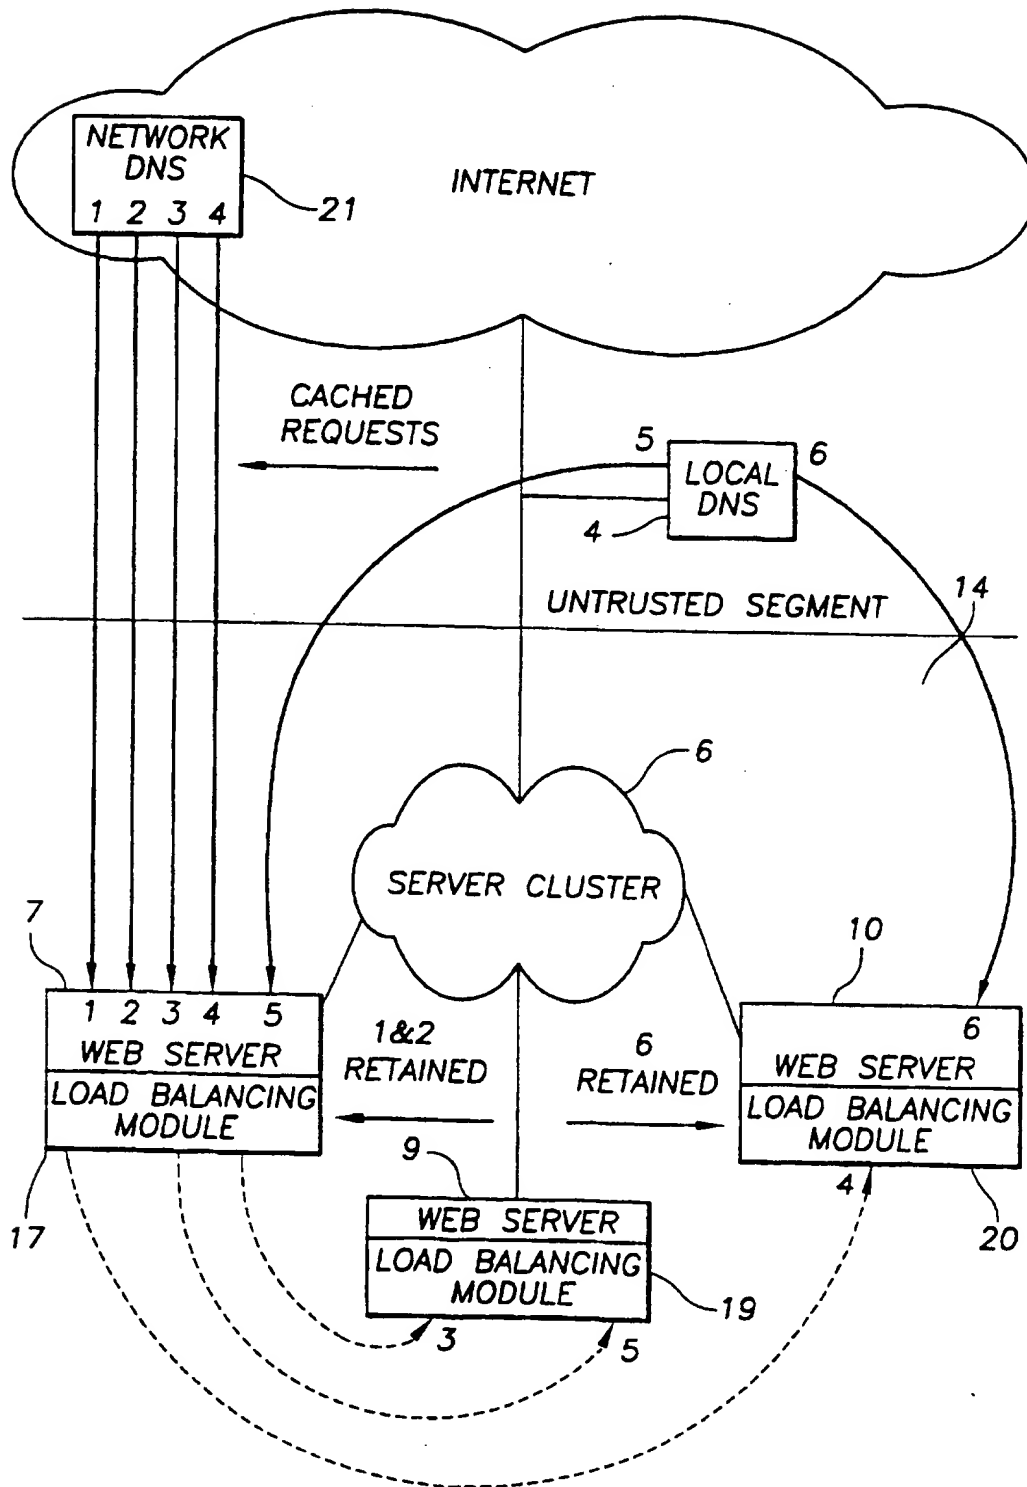 NETWORK
DNS
1 2 3 4
21
INTERNET
CACHED
REQUESTS
5
LOCAL
DNS
6
4
UNTRUSTED SEGMENT
14
6
SERVER CLUSTER
7
10
1 2 3 4 5
WEB SERVER
LOAD BALANCING
MODULE
17
1&2
RETAINED
6
RETAINED
6
WEB SERVER
LOAD BALANCING
MODULE
4
20
9
WEB SERVER
LOAD BALANCING
MODULE
19
3
5